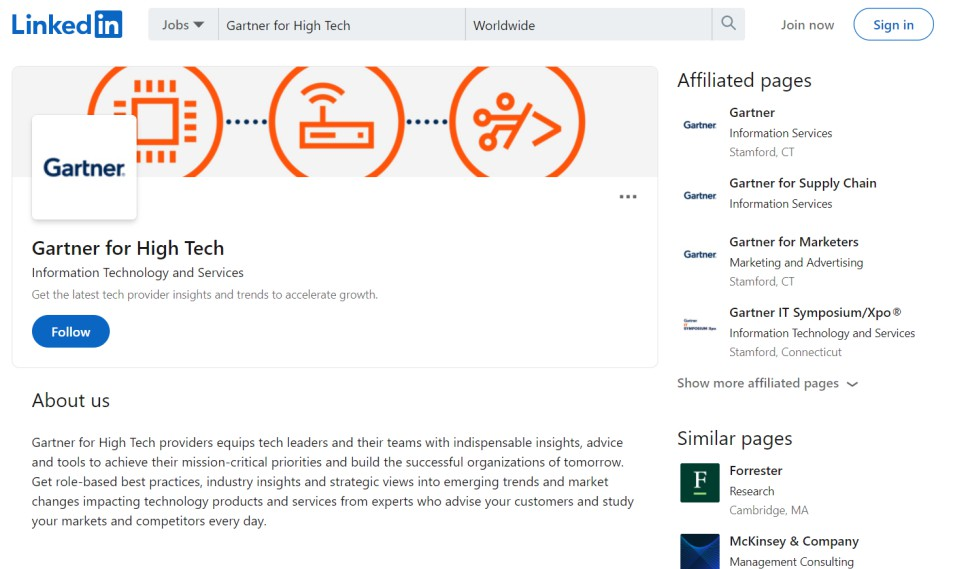 LinkedIn
Jobs
Gartner for High Tech
Worldwide
Join now
Sign in
Gartner
Gartner for High Tech
Information Technology and Services
Get the latest tech provider insights and trends to accelerate growth.
Follow
About us
Gartner for High Tech providers equips tech leaders and their teams with indispensable insights, advice
and tools to achieve their mission-critical priorities and build the successful organizations of tomorrow.
Get role-based best practices, industry insights and strategic views into emerging trends and market
changes impacting technology products and services from experts who advise your customers and study
your markets and competitors every day.
Affiliated pages
Gartner
Gartner
Information Services
Stamford, CT
Gartner
Gartner for Supply Chain
Information Services
Gartner
Gartner for Marketers
Marketing and Advertising
Stamford, CT
Gartner
IT
SYMPOSIUM Xpo
Gartner IT Symposium/Xpo®
Information Technology and Services
Stamford, Connecticut
Show more affiliated pages
Similar pages
F
Forrester
Research
Cambridge, MA
McKinsey & Company
Management Consulting